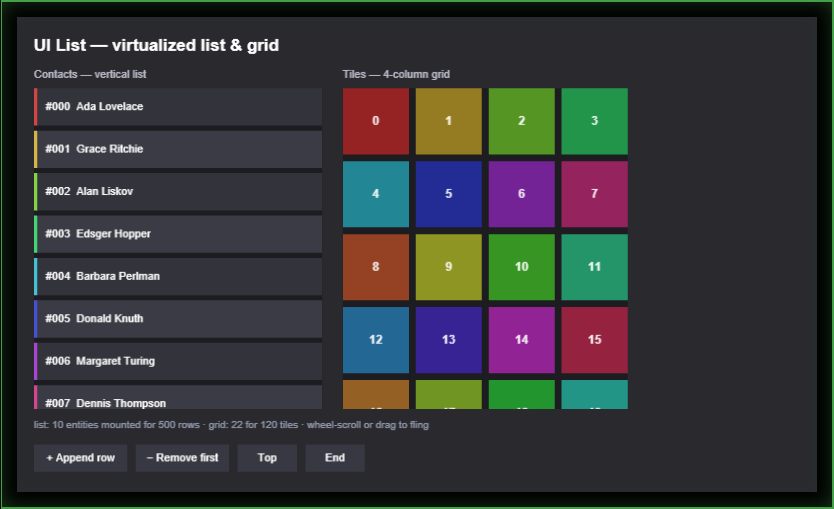 UI List — virtualized list & grid
Contacts — vertical list
#000 Ada Lovelace
#001 Grace Ritchie
#002 Alan Liskov
#003 Edsger Hopper
#004 Barbara Perlman
#005 Donald Knuth
#006 Margaret Turing
#007 Dennis Thompson
Tiles — 4-column grid
0 1 2 3
4 5 6 7
8 9 10 11
12 13 14 15
list: 10 entities mounted for 500 rows · grid: 22 for 120 tiles · wheel-scroll or drag to fling
+ Append row − Remove first Top End